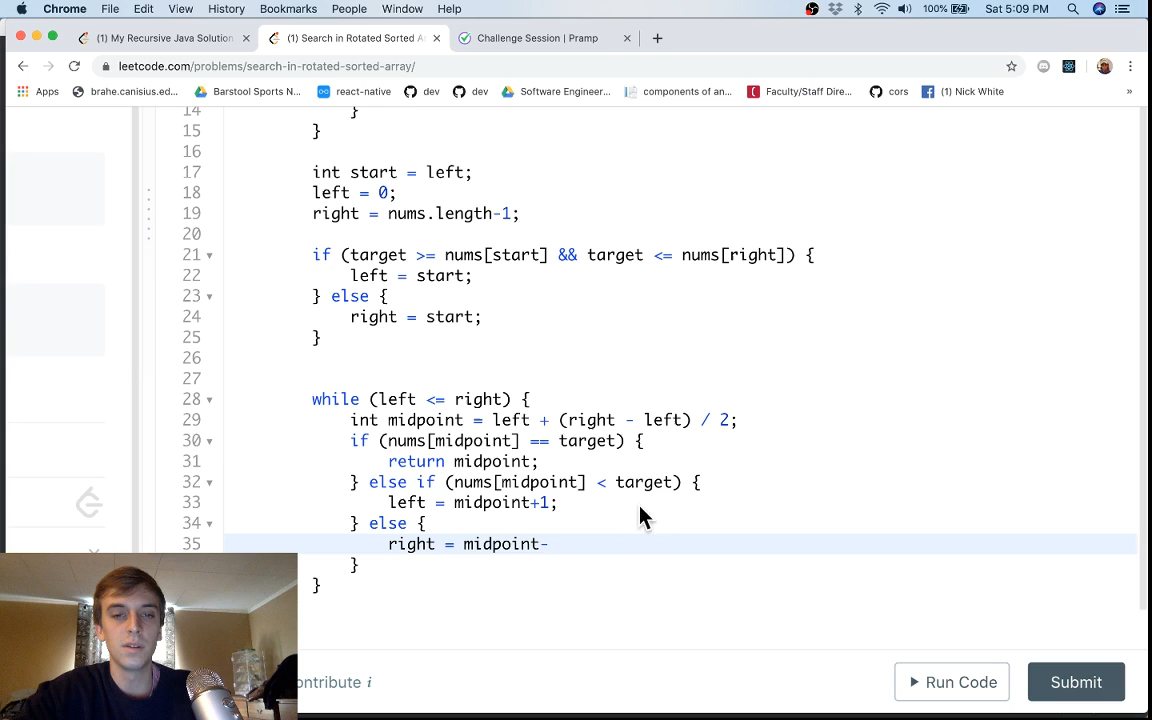 Chrome File Edit View History Bookmarks People Window Help 100% Sat 5:09 PM
(1) My Recursive Java Solution (1) Search in Rotated Sorted A Challenge Session | Pramp
leetcode.com/problems/search-in-rotated-sorted-array/
Apps brahe.canisius.ed... Barstool Sports N... react-native dev dev Software Engineer... components of an... Faculty/Staff Dire... cors (1) Nick White »
14 }
15 }
16
17 int start = left;
18 left = 0;
19 right = nums.length-1;
20
21 if (target >= nums[start] && target <= nums[right]) {
22 left = start;
23 } else {
24 right = start;
25 }
26
27
28 while (left <= right) {
29 int midpoint = left + (right - left) / 2;
30 if (nums[midpoint] == target) {
31 return midpoint;
32 } else if (nums[midpoint] < target) {
33 left = midpoint+1;
34 } else {
35 right = midpoint-
}
}
ontribute i Run Code Submit